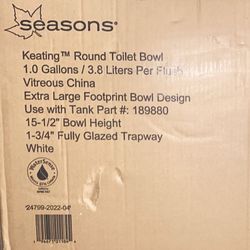 seasons®
Keating™ Round Toilet Bowl
1.0 Gallons / 3.8 Liters Per Flush
Vitreous China
Extra Large Footprint Bowl Design
Use with Tank Part #: 189880
15-1/2" Bowl Height
1-3/4" Fully Glazed Trapway
White
WaterSense
24799-2022-04